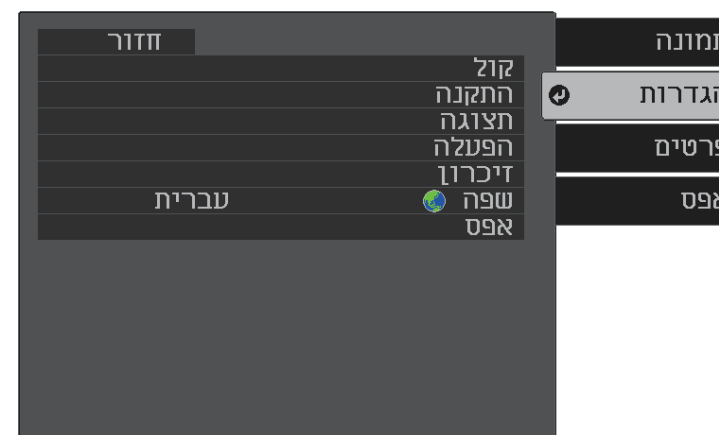 תמונה
הגדרות
פרטים
אפס
חזור
קול
התקנה
תצוגה
הפעלה
זיכרון
שפה עברית
אפס